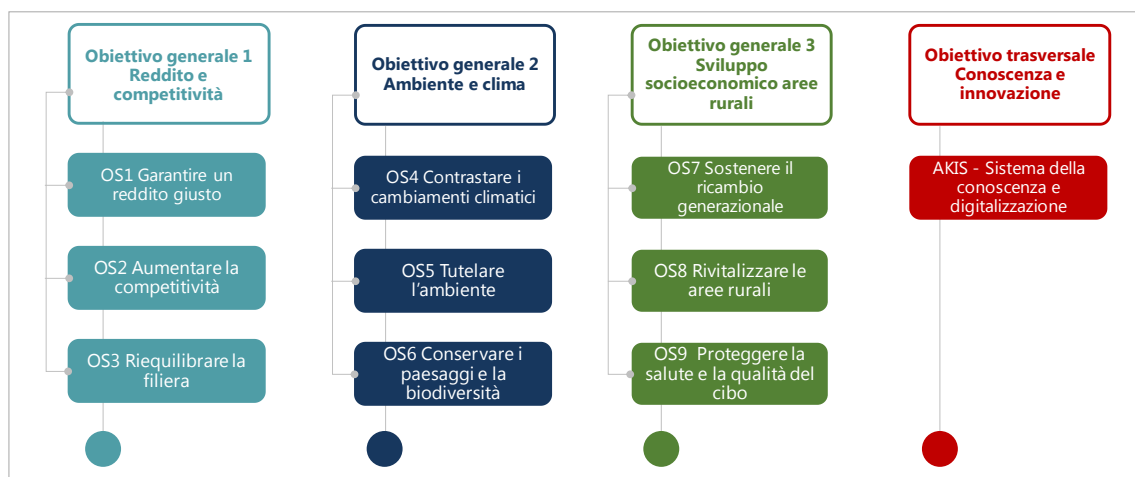 Obiettivo generale 1
Reddito e
competitività
OS1 Garantire un
reddito giusto
OS2 Aumentare la
competitività
OS3 Riequilibrare la
filiera
Obiettivo generale 2
Ambiente e clima
OS4 Contrastare i
cambiamenti climatici
OS5 Tutelare
l’ambiente
OS6 Conservare i
paesaggi e la
biodiversità
Obiettivo generale 3
Sviluppo
socioeconomico aree
rurali
OS7 Sostenere il
ricambio
generazionale
OS8 Rivitalizzare le
aree rurali
OS9 Proteggere la
salute e la qualità del
cibo
Obiettivo trasversale
Conoscenza e
innovazione
AKIS - Sistema della
conoscenza e
digitalizzazione